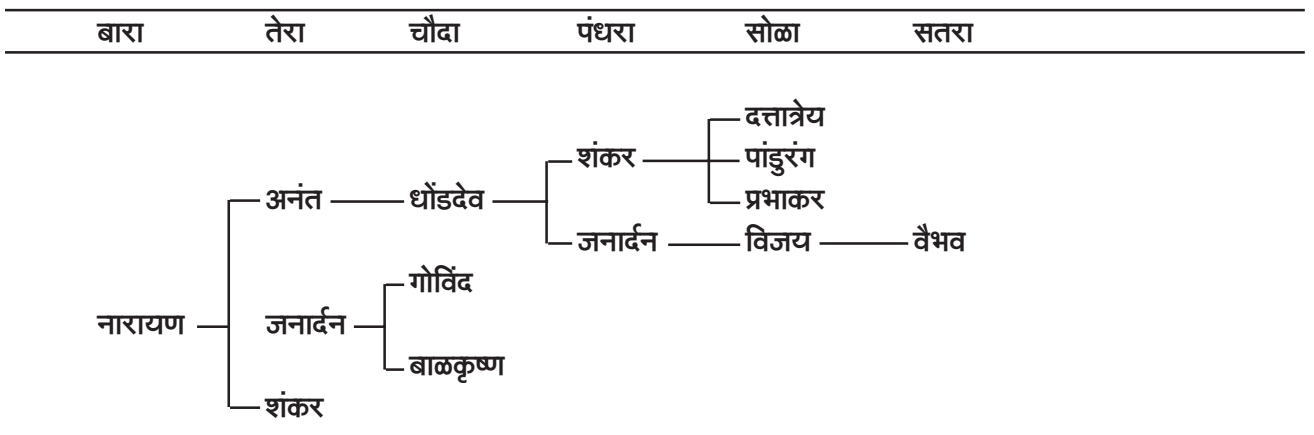 बारा तेरा चौदा पंधरा सोळा सतरा
दत्तात्रेय
शंकर पांडुरंग
अनंत धोंडदेव प्रभाकर
जनार्दन विजय वैभव
गोविंद
नारायण जनार्दन
बाळकृष्ण
शंकर